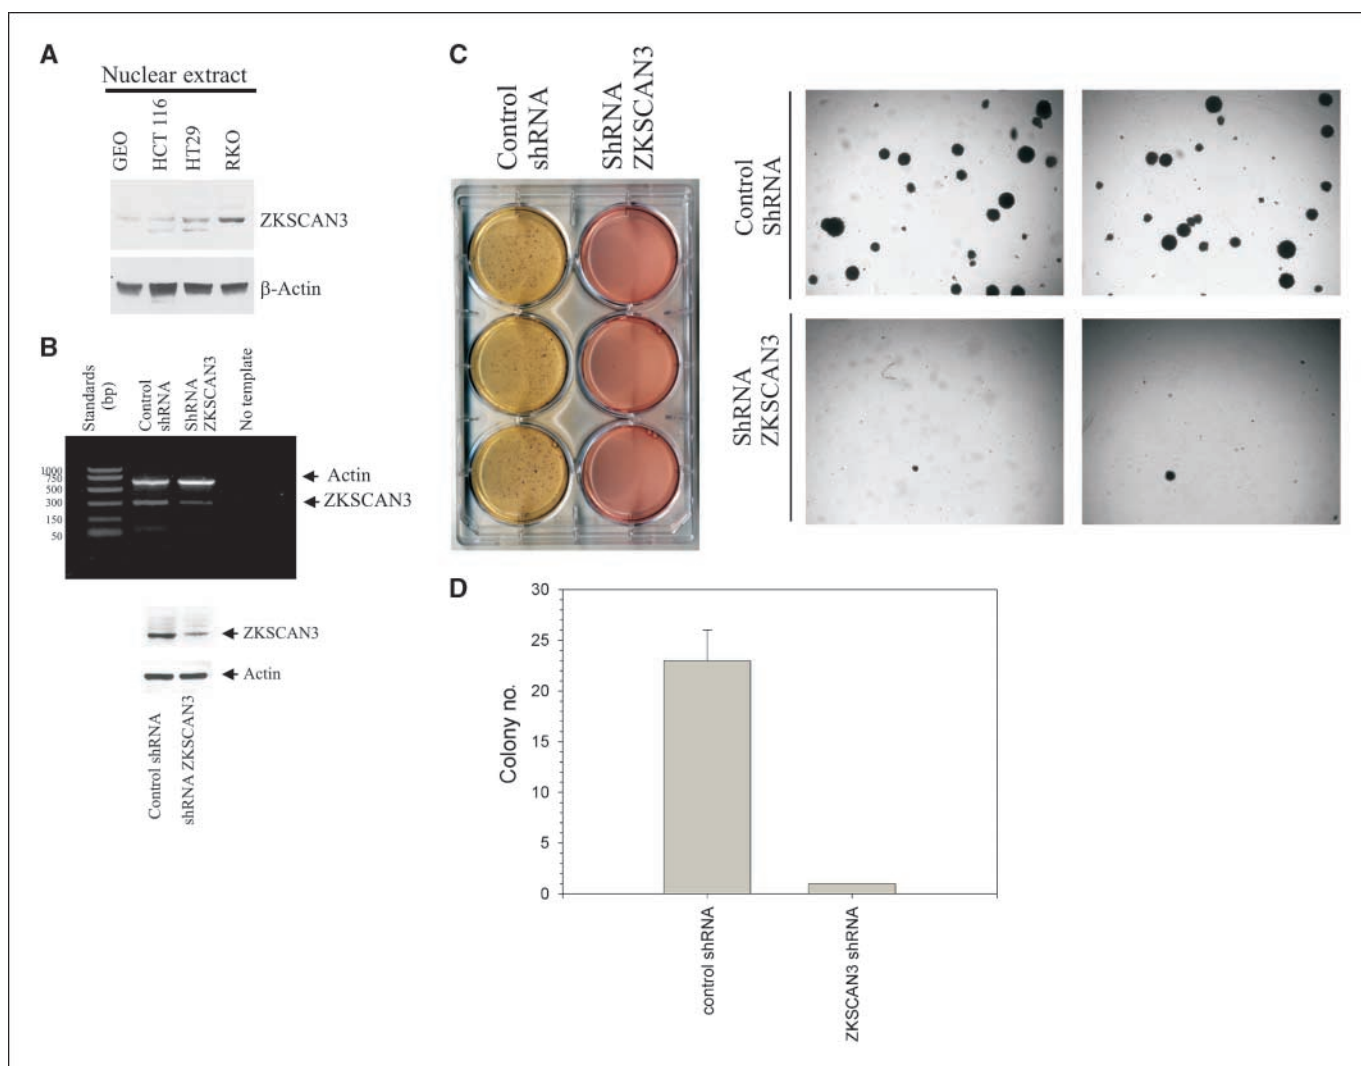 A
Nuclear extract
GEO
HCT 116
HT29
RKO
ZKSCAN3
β-Actin
B
Standards
(bp)
Control
shRNA
ShRNA
ZKSCAN3
No template
1000
750
500
300
150
50
Actin
ZKSCAN3
ZKSCAN3
Actin
Control shRNA
shRNA ZKSCAN3
C
Control
shRNA
ShRNA
ZKSCAN3
Control
ShRNA
ShRNA
ZKSCAN3
D
Colony no.
30
25
20
15
10
5
0
control shRNA
ZKSCAN3 shRNA